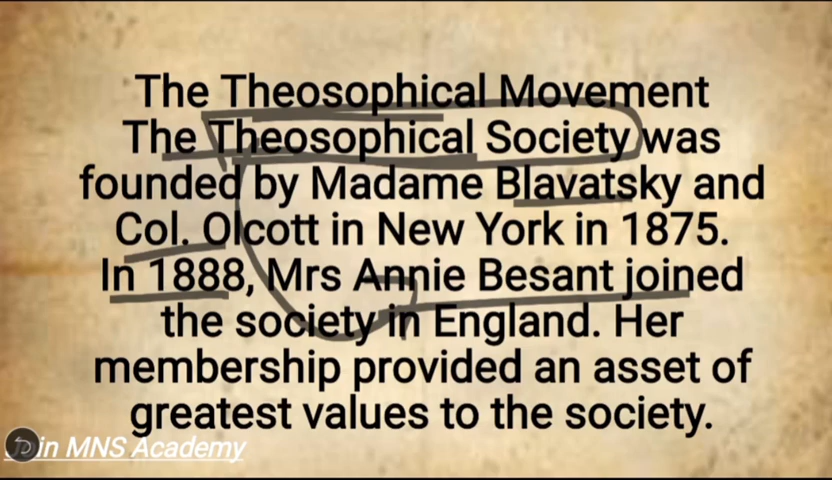 The Theosophical Movement
The Theosophical Society was
founded by Madame Blavatsky and
Col. Olcott in New York in 1875.
In 1888, Mrs Annie Besant joined
the society in England. Her
membership provided an asset of
greatest values to the society.
in MNS Academy